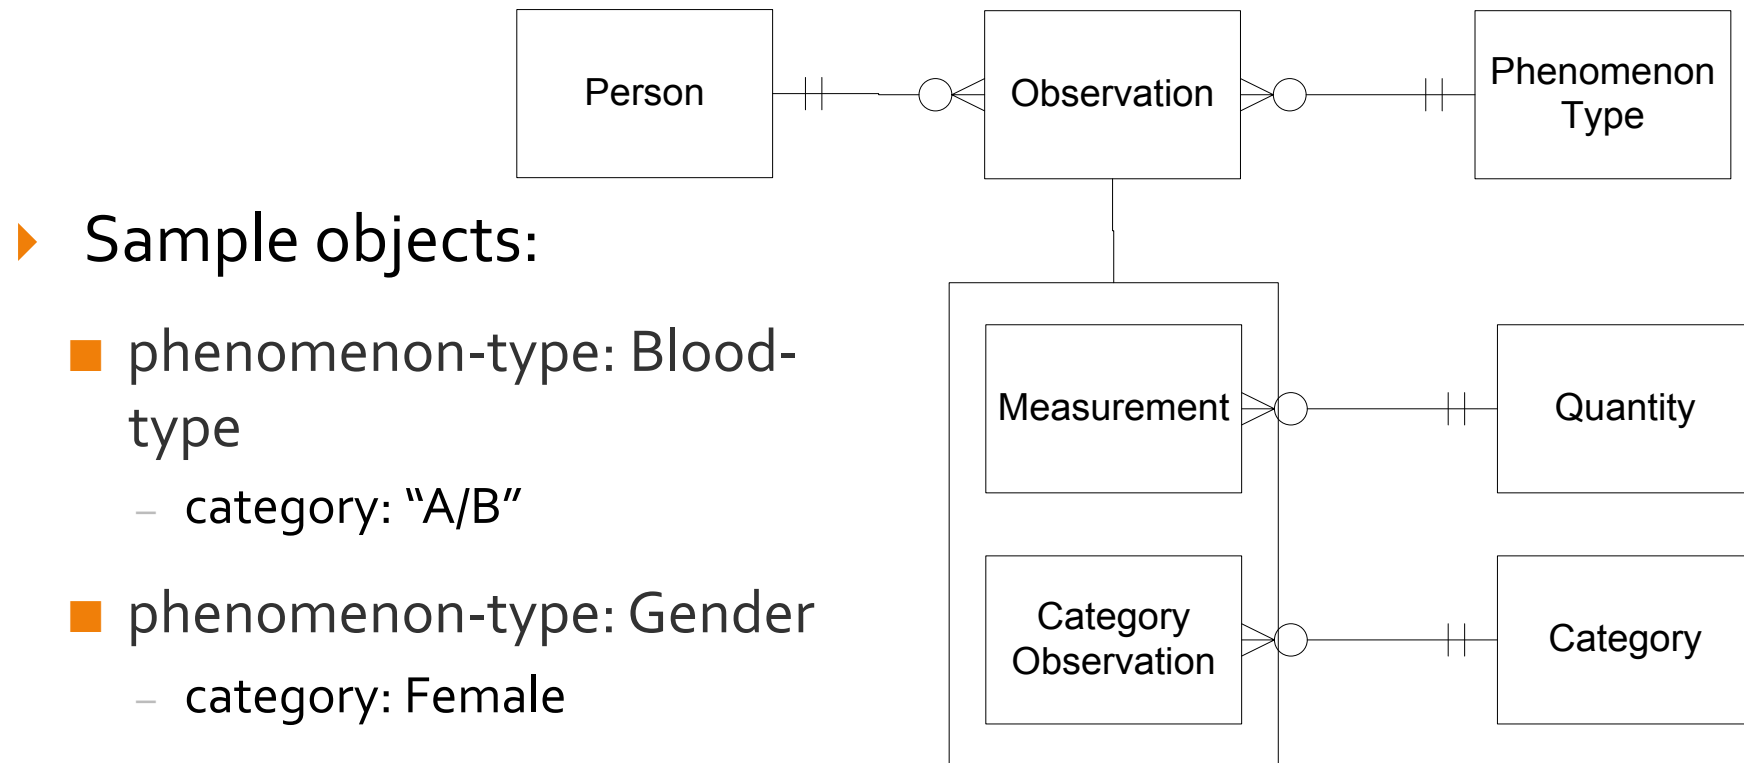 Person
Observation
Phenomenon
Type
Sample objects:
phenomenon-type: Blood-
type
– category: “A/B”
phenomenon-type: Gender
– category: Female
Measurement
Quantity
Category
Observation
Category